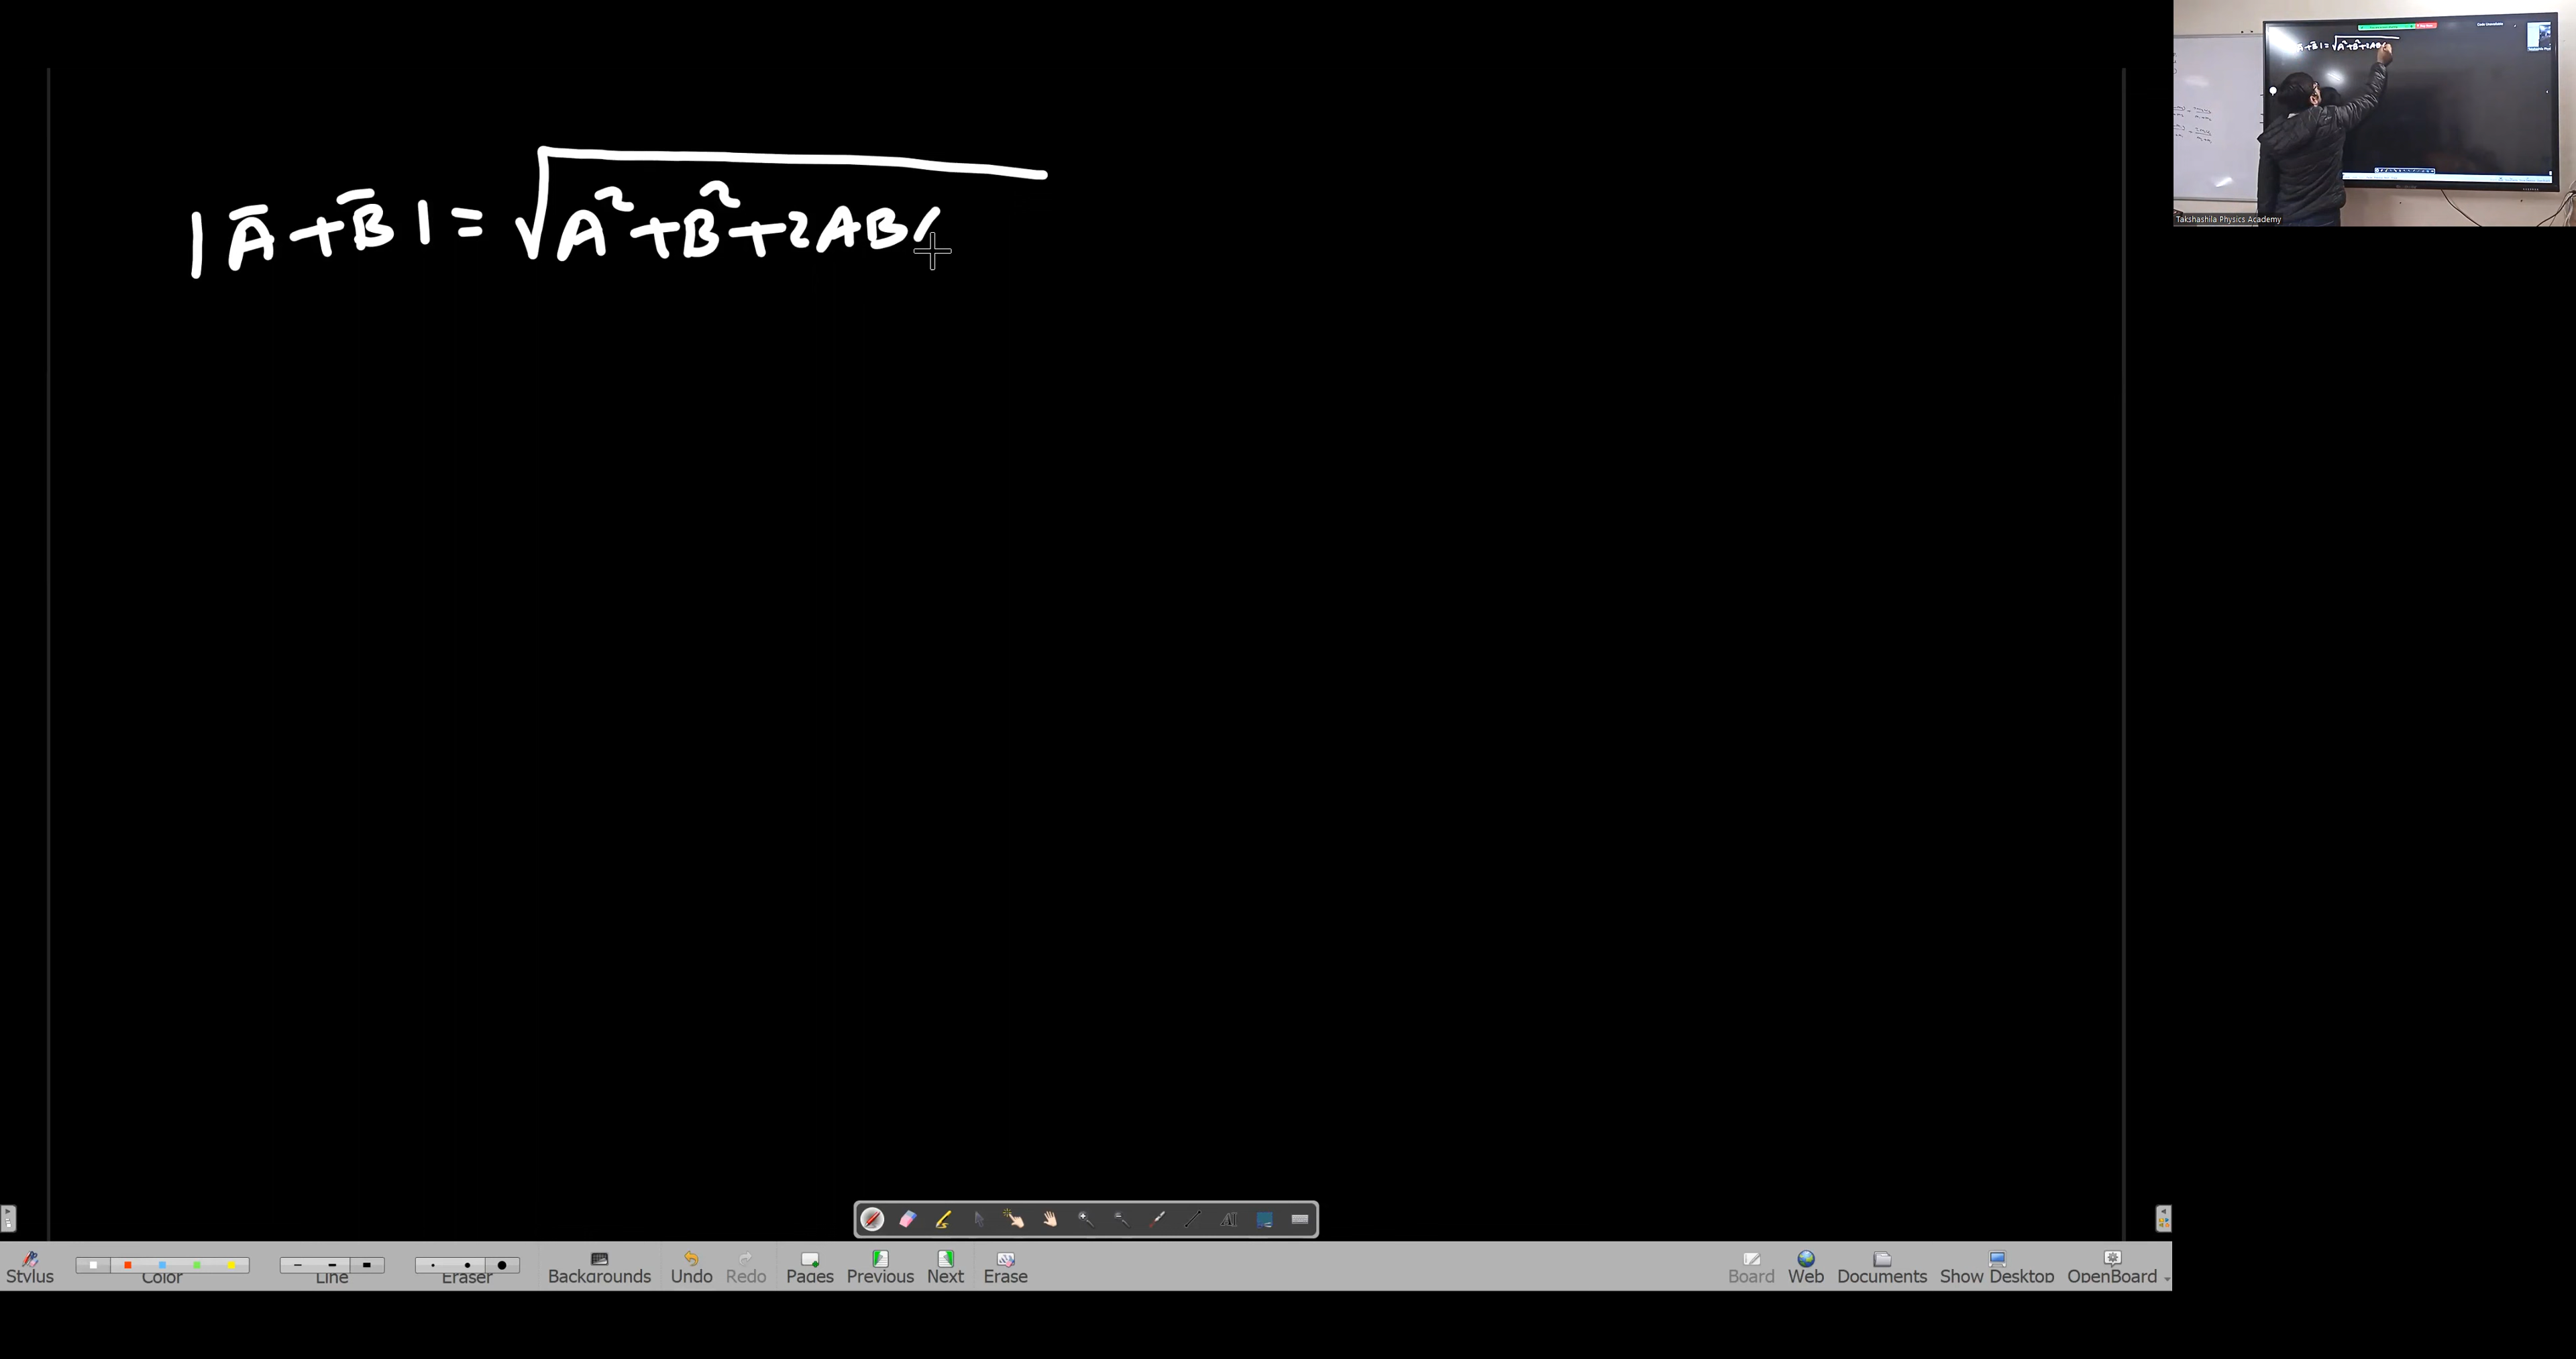 |A̅ + B̅| = √(A² + B² + 2AB
Takshashila Physics Academy
Stylus
Color
Line
Eraser
Backgrounds
Undo
Redo
Pages
Previous
Next
Erase
Board
Web
Documents
Show Desktop
OpenBoard